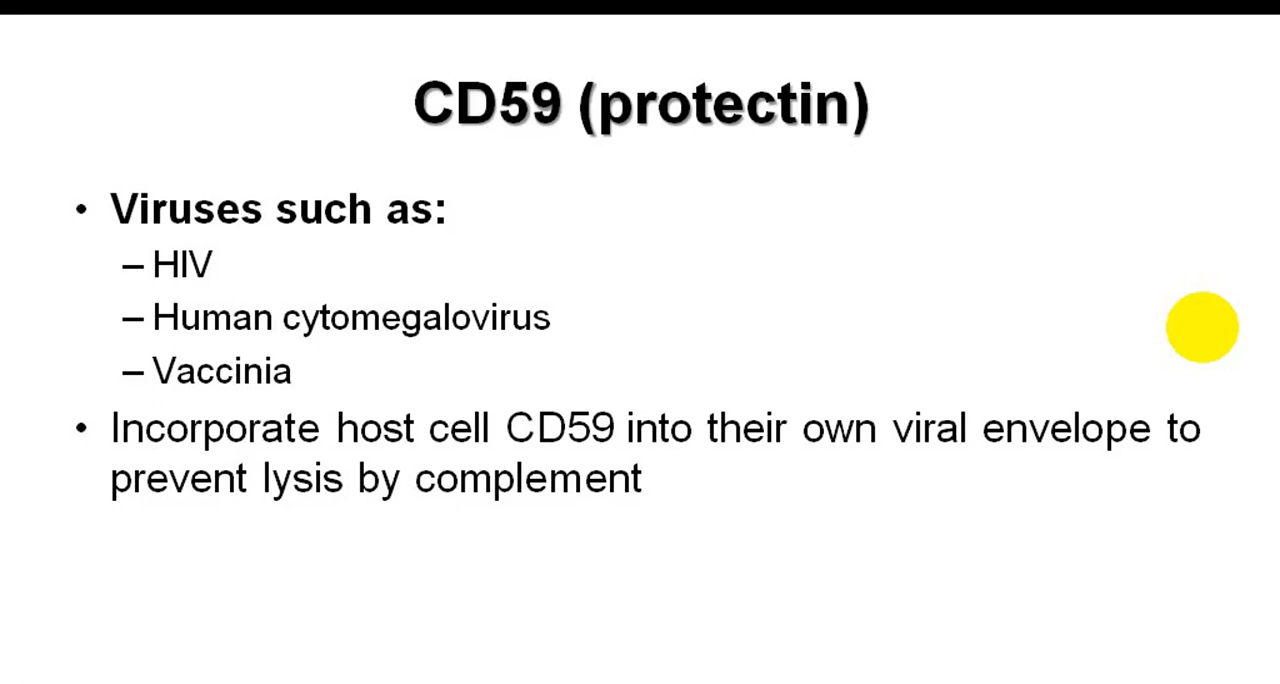 CD59 (protectin)
• Viruses such as:
– HIV
– Human cytomegalovirus
– Vaccinia
• Incorporate host cell CD59 into their own viral envelope to
prevent lysis by complement